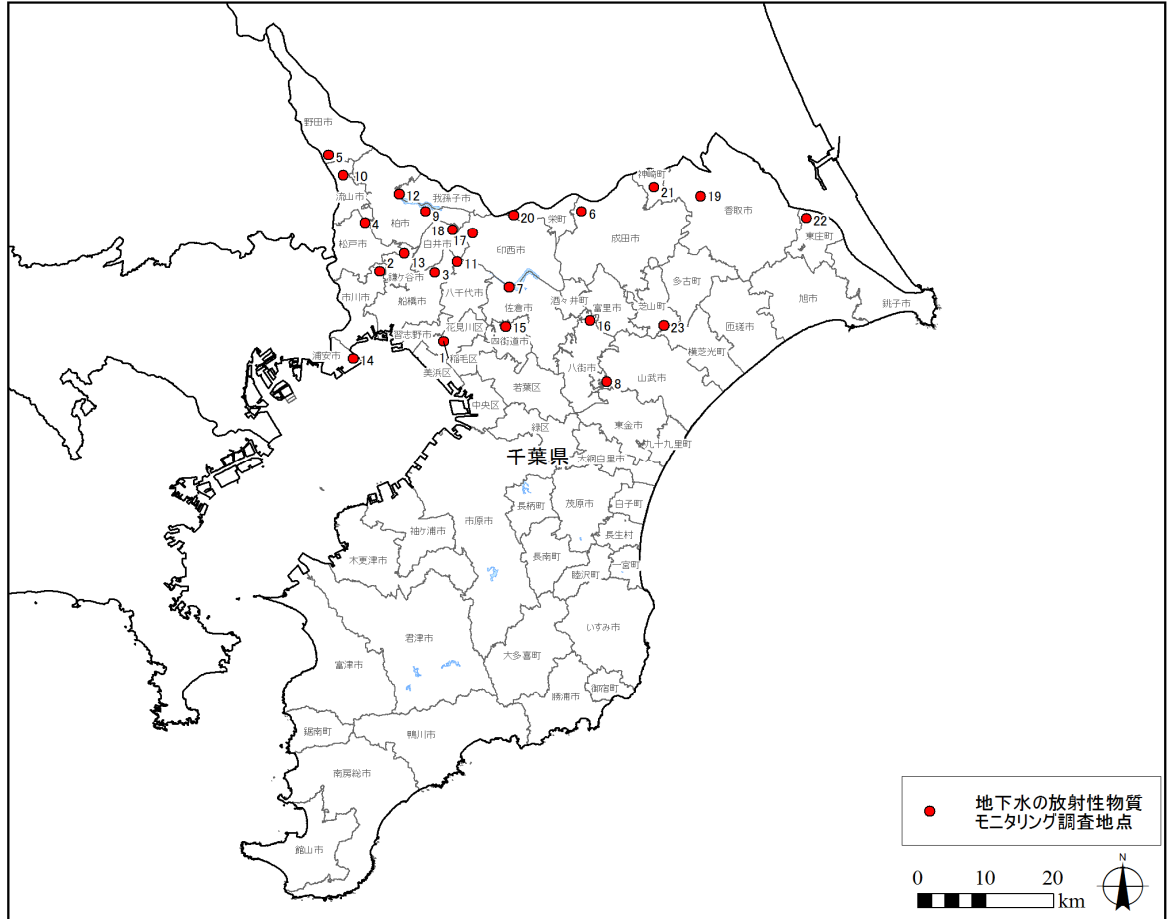 野田市
5
10
流山市
12
我孫子市
柏市
9
4
18
17
20
栄町
6
神崎町
21
19
香取市
22
東庄町
成田市
印西市
白井市
松戸市
13
2
鎌ケ谷市
3
11
市川市
船橋市
八千代市
7
佐倉市
酒々井町
富里市
16
芝山町
多古町
23
旭市
銚子市
匝瑳市
横芝光町
15
四街道市
花見川区
習志野市
1
稲毛区
美浜区
浦安市
14
若葉区
八街市
8
山武市
中央区
緑区
東金市
九十九里町
大網白里市
千葉県
長柄町
茂原市
白子町
市原市
袖ケ浦市
長生村
木更津市
長南町
一宮町
睦沢町
いすみ市
君津市
大多喜町
富津市
勝浦市
御宿町
鋸南町
鴨川市
南房総市
館山市
地下水の放射性物質
モニタリング調査地点
N
0 10 20
km